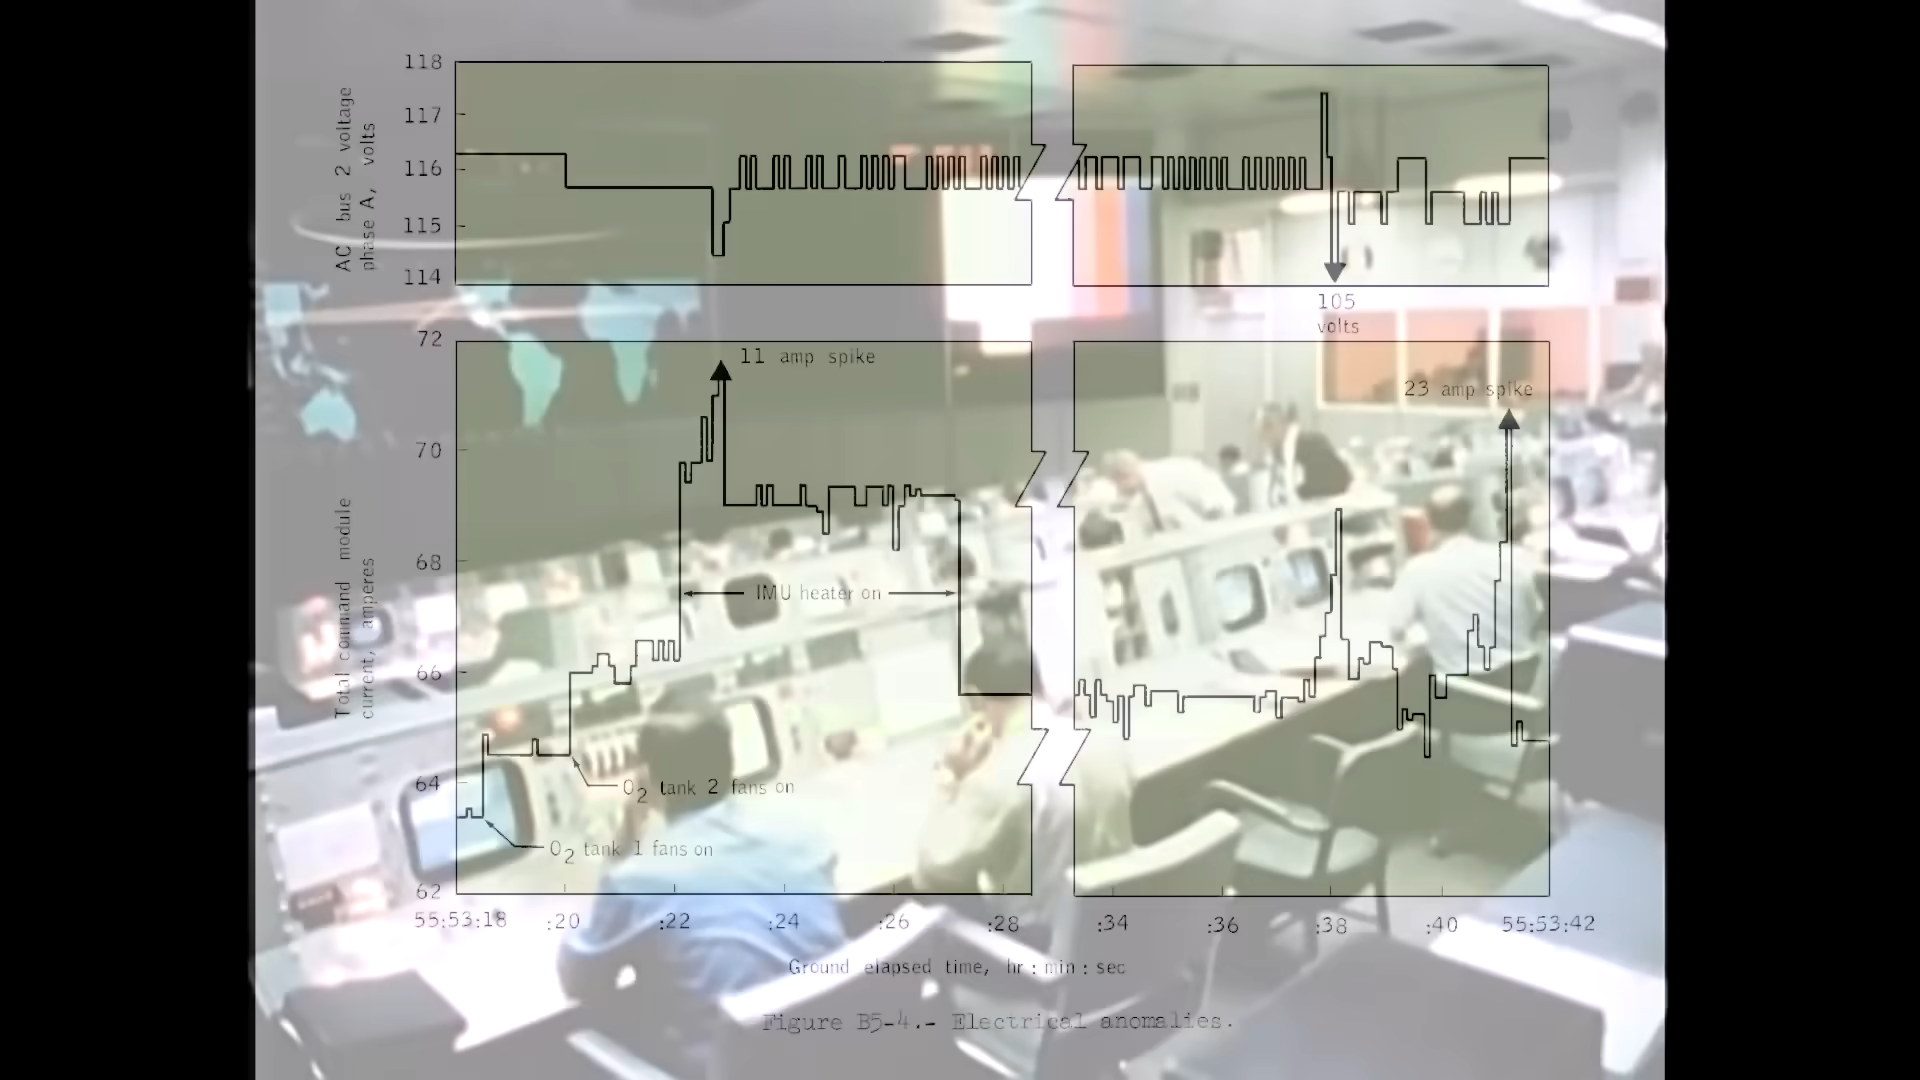 118
117
116
115
114
AC bus 2 voltage
phase A, volts
105
volts
72
70
68
66
64
62
Total command module
current, amperes
11 amp spike
23 amp spike
IMU heater on
O2 tank 2 fans on
O2 tank 1 fans on
55:53:18 :20 :22 :24 :26 :28 :34 :36 :38 :40 55:53:42
Ground elapsed time, hr : min : sec
Figure B5-4.- Electrical anomalies.